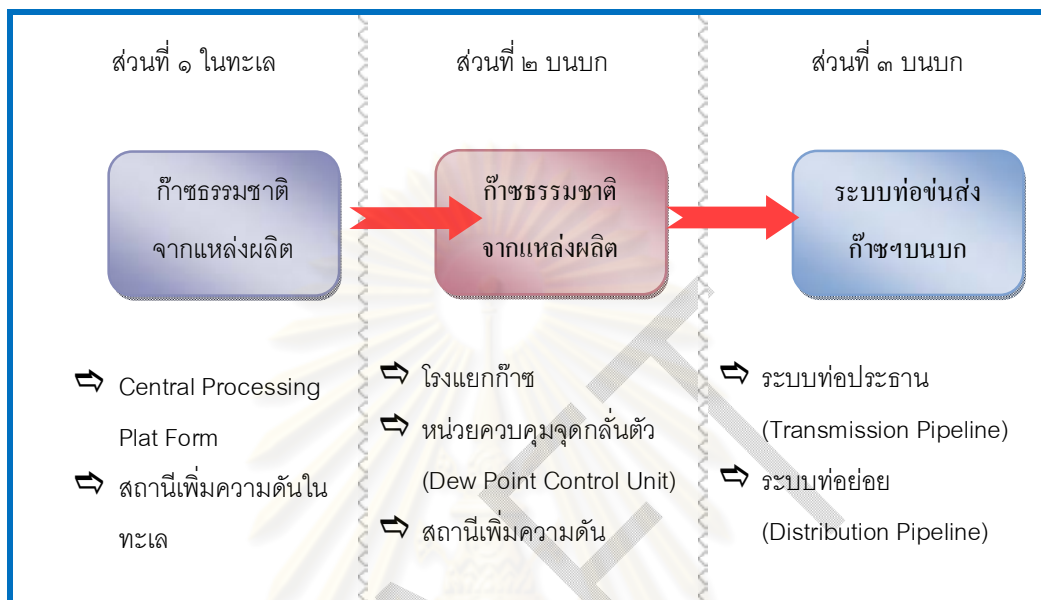 ส่วนที่ ๑ ในทะเล
ก๊าซธรรมชาติ
จากแหล่งผลิต
Central Processing
Plat Form
สถานีเพิ่มความดันใน
ทะเล
ส่วนที่ ๒ บนบก
ก๊าซธรรมชาติ
จากแหล่งผลิต
โรงแยกก๊าซ
หน่วยควบคุมจุดกลั่นตัว
(Dew Point Control Unit)
สถานีเพิ่มความดัน
ส่วนที่ ๓ บนบก
ระบบท่อขนส่ง
ก๊าซฯบนบก
ระบบท่อประธาน
(Transmission Pipeline)
ระบบท่อย่อย
(Distribution Pipeline)